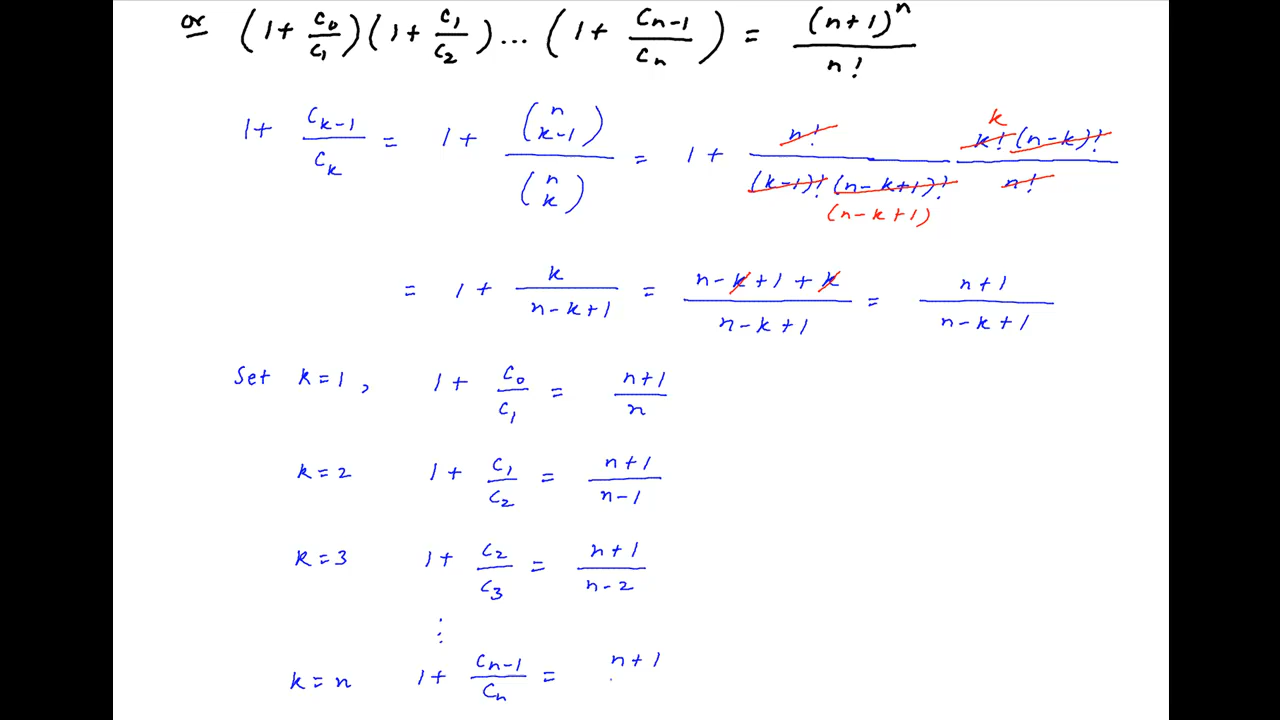 or (1 + C₀/C₁)(1 + C₁/C₂)... (1 + Cₙ₋₁/Cₙ) = (n+1)ⁿ/n!
1 + Cₖ₋₁/Cₖ = 1 + (n k-1)/(n k) = 1 + n!/((k-1)!(n-k+1)!) k!(n-k)!/n! k (n-k+1)
= 1 + k/(n-k+1) = (n-k+1+k)/(n-k+1) = (n+1)/(n-k+1)
Set k=1, 1 + C₀/C₁ = (n+1)/n
k=2 1 + C₁/C₂ = (n+1)/(n-1)
k=3 1 + C₂/C₃ = (n+1)/(n-2)
⋮
k=n 1 + Cₙ₋₁/Cₙ = n+1